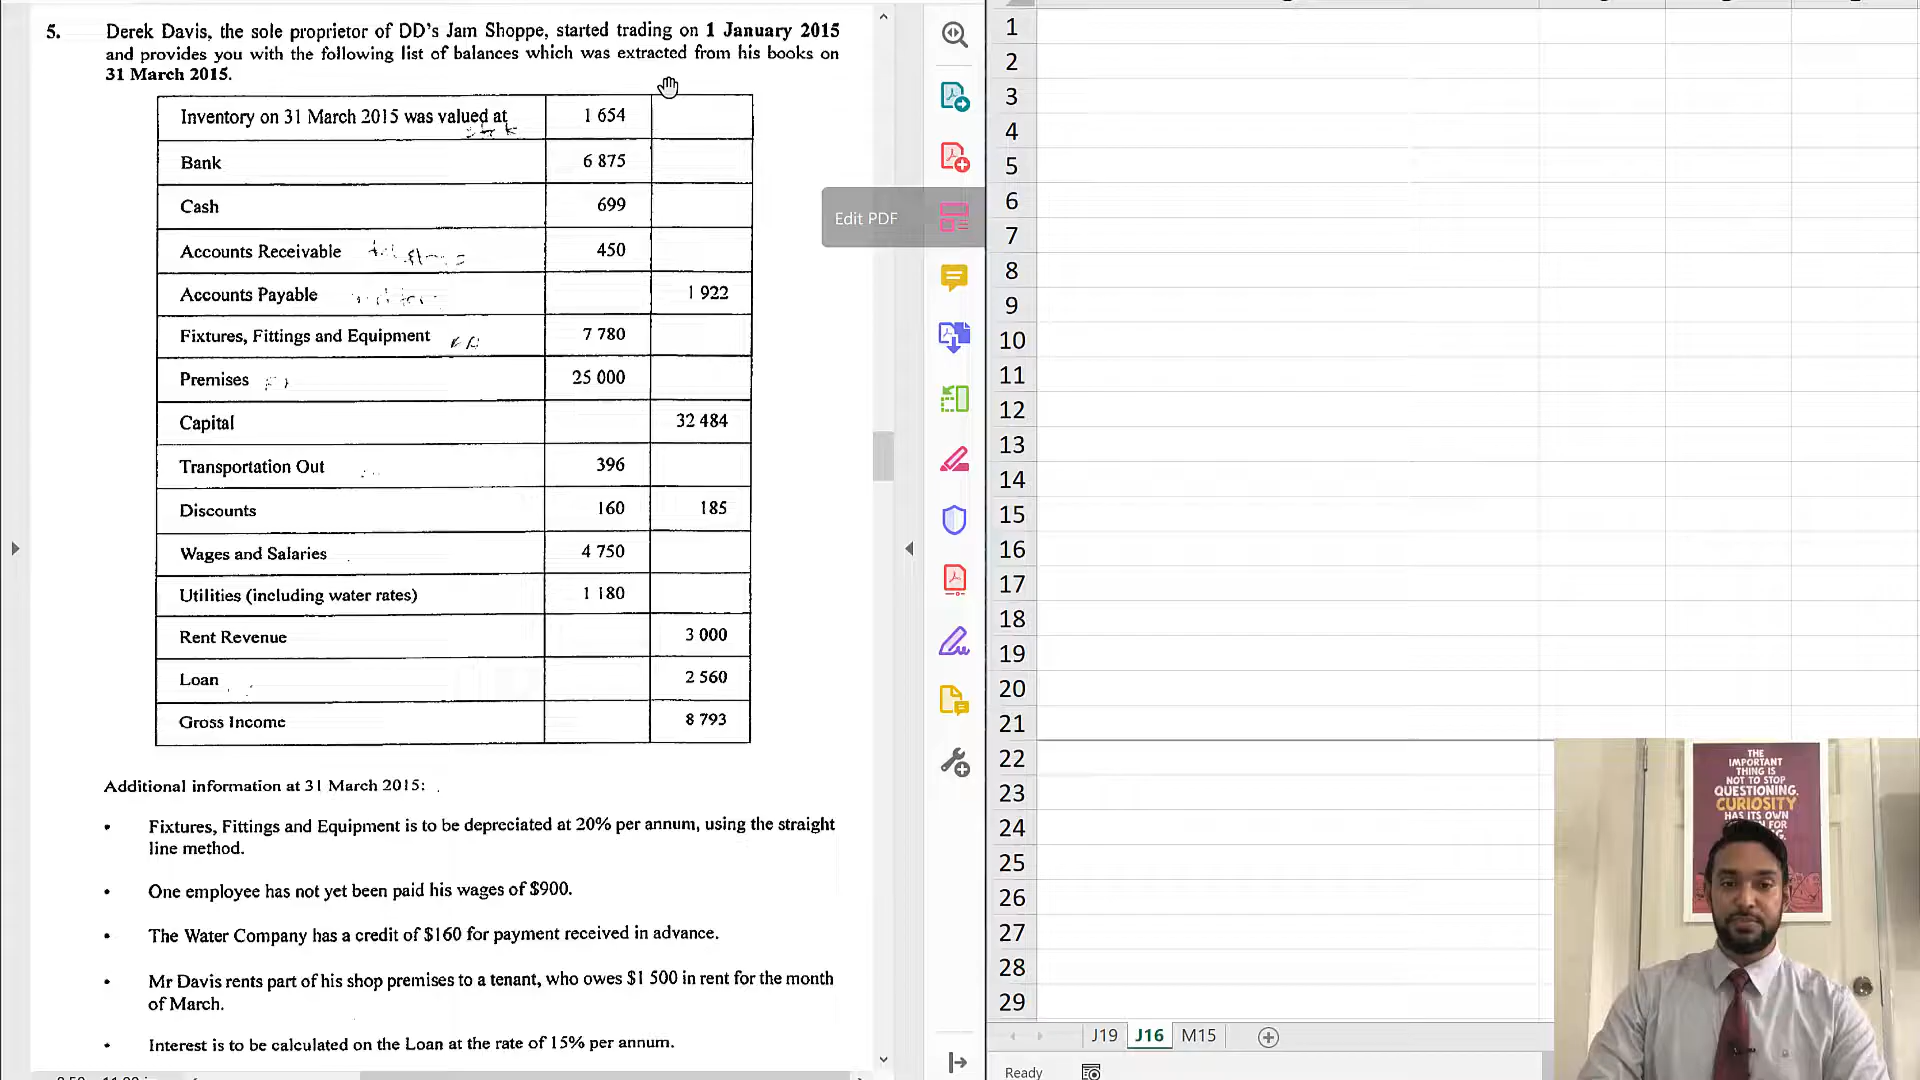 5. Derek Davis, the sole proprietor of DD's Jam Shoppe, started trading on 1 January 2015
and provides you with the following list of balances which was extracted from his books on
31 March 2015.
Inventory on 31 March 2015 was valued at 1 654
Bank 6 875
Cash 699
Accounts Receivable 450
Accounts Payable 1 922
Fixtures, Fittings and Equipment 7 780
Premises 25 000
Capital 32 484
Transportation Out 396
Discounts 160 185
Wages and Salaries 4 750
Utilities (including water rates) 1 180
Rent Revenue 3 000
Loan 2 560
Gross Income 8 793
Additional information at 31 March 2015:
• Fixtures, Fittings and Equipment is to be depreciated at 20% per annum, using the straight
line method.
• One employee has not yet been paid his wages of $900.
• The Water Company has a credit of $160 for payment received in advance.
• Mr Davis rents part of his shop premises to a tenant, who owes $1 500 in rent for the month
of March.
• Interest is to be calculated on the Loan at the rate of 15% per annum.
Edit PDF
1
2
3
4
5
6
7
8
9
10
11
12
13
14
15
16
17
18
19
20
21
22
23
24
25
26
27
28
29
J19 J16 M15
Ready
THE
IMPORTANT
THING IS
NOT TO STOP
QUESTIONING.
CURIOSITY
HAS ITS OWN
FOR